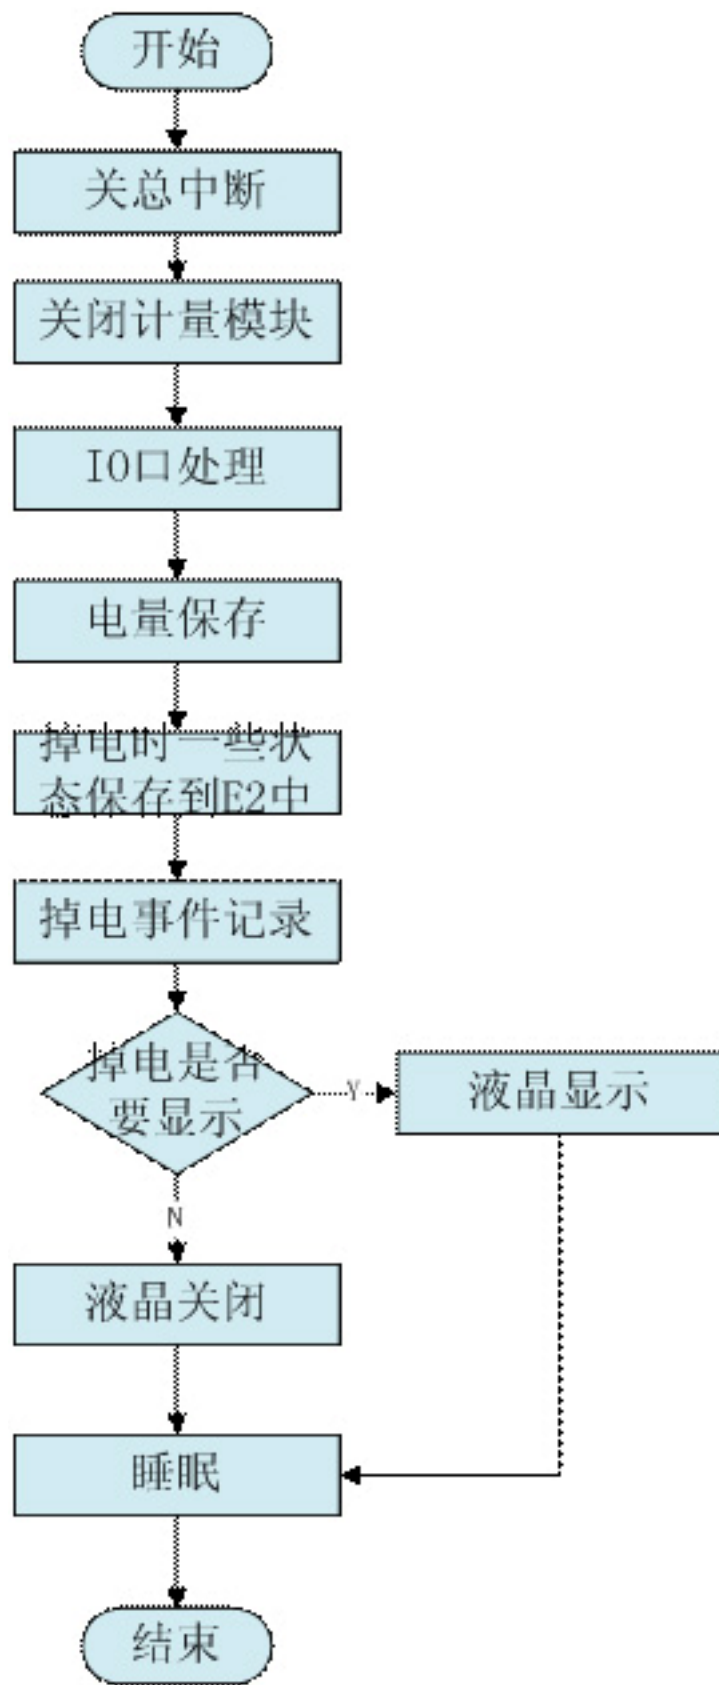 开始
关总中断
关闭计量模块
IO口处理
电量保存
掉电时一些状
态保存到E2中
掉电事件记录
掉电是否
要显示
Y
液晶显示
N
液晶关闭
睡眠
结束